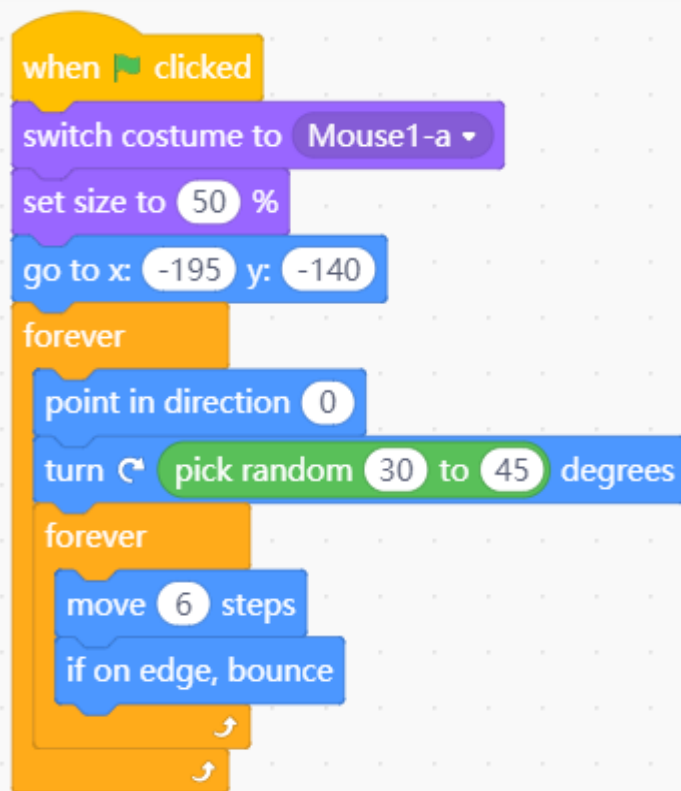 when clicked
switch costume to Mouse1-a
set size to 50 %
go to x: -195 y: -140
forever
point in direction 0
turn pick random 30 to 45 degrees
forever
move 6 steps
if on edge, bounce